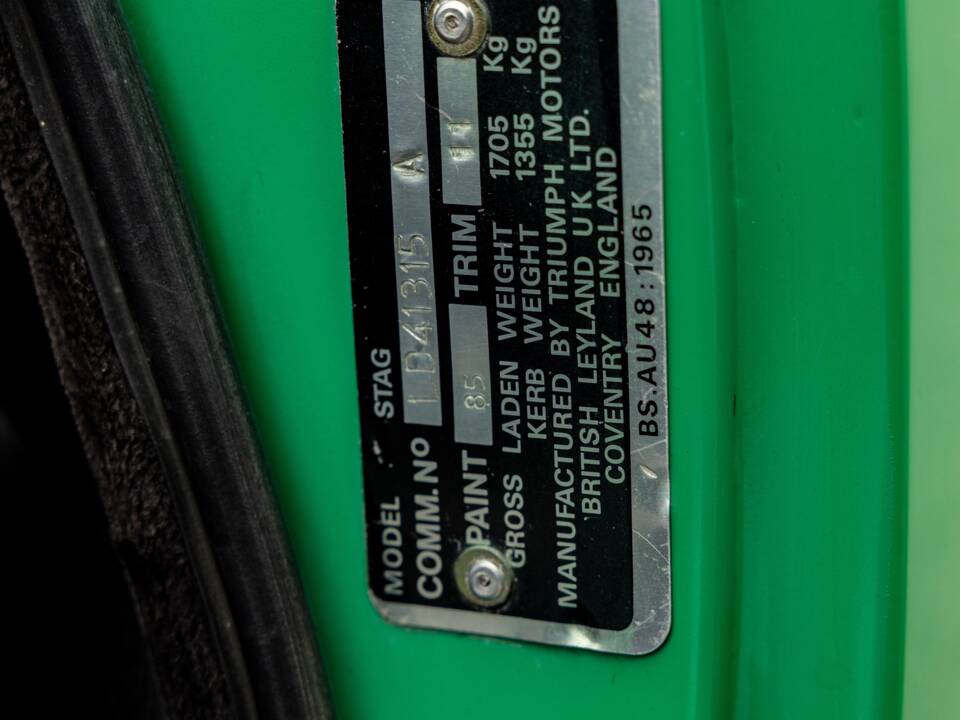 MODEL STAG
COMM. Nº LD41315 A
PAINT 85 TRIM 11
GROSS LADEN WEIGHT 1705 Kg
KERB WEIGHT 1355 Kg
MANUFACTURED BY TRIUMPH MOTORS
BRITISH LEYLAND UK LTD.
COVENTRY ENGLAND
BS.AU48:1965